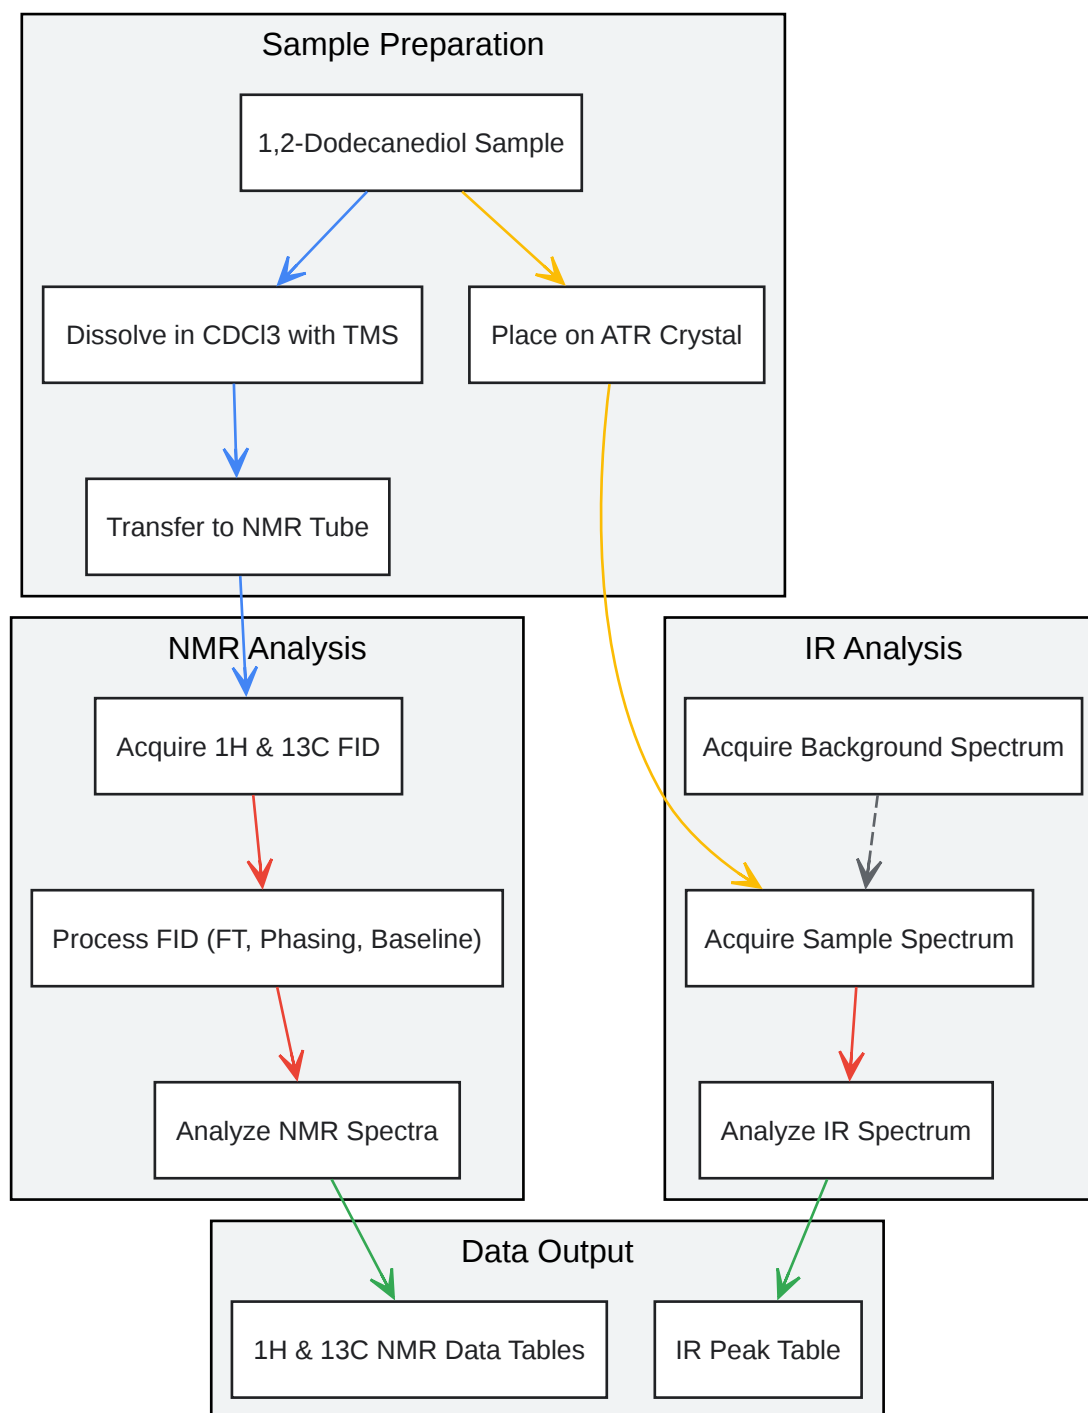 Sample Preparation
1,2-Dodecanediol Sample
Dissolve in CDCl3 with TMS
Place on ATR Crystal
Transfer to NMR Tube
NMR Analysis
IR Analysis
Acquire 1H & 13C FID
Acquire Background Spectrum
Process FID (FT, Phasing, Baseline)
Acquire Sample Spectrum
Analyze NMR Spectra
Analyze IR Spectrum
Data Output
1H & 13C NMR Data Tables
IR Peak Table